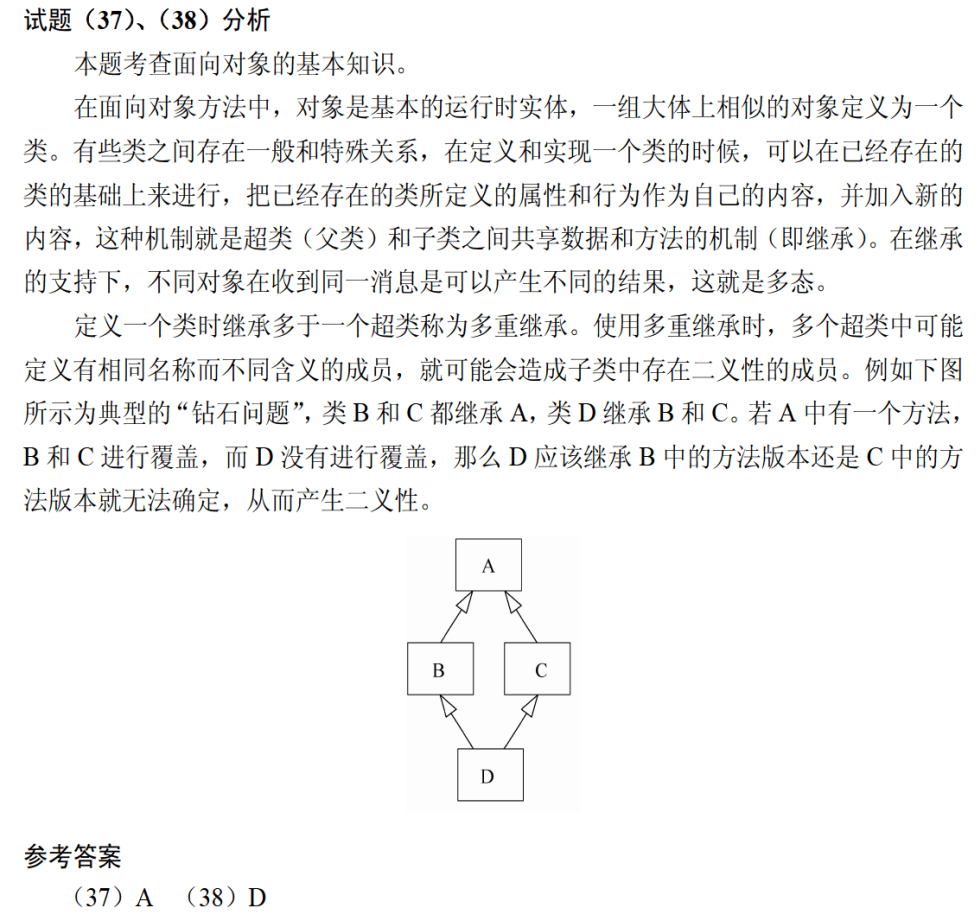 试题（37）、（38）分析
本题考查面向对象的基本知识。
在面向对象方法中，对象是基本的运行时实体，一组大体上相似的对象定义为一个
类。有些类之间存在一般和特殊关系，在定义和实现一个类的时候，可以在已经存在的
类的基础上来进行，把已经存在的类所定义的属性和行为作为自己的内容，并加入新的
内容，这种机制就是超类（父类）和子类之间共享数据和方法的机制（即继承）。在继承
的支持下，不同对象在收到同一消息是可以产生不同的结果，这就是多态。
定义一个类时继承多于一个超类称为多重继承。使用多重继承时，多个超类中可能
定义有相同名称而不同含义的成员，就可能会造成子类中存在二义性的成员。例如下图
所示为典型的“钻石问题”，类 B 和 C 都继承 A，类 D 继承 B 和 C。若 A 中有一个方法，
B 和 C 进行覆盖，而 D 没有进行覆盖，那么 D 应该继承 B 中的方法版本还是 C 中的方
法版本就无法确定，从而产生二义性。
A
B C
D
参考答案
（37）A （38）D